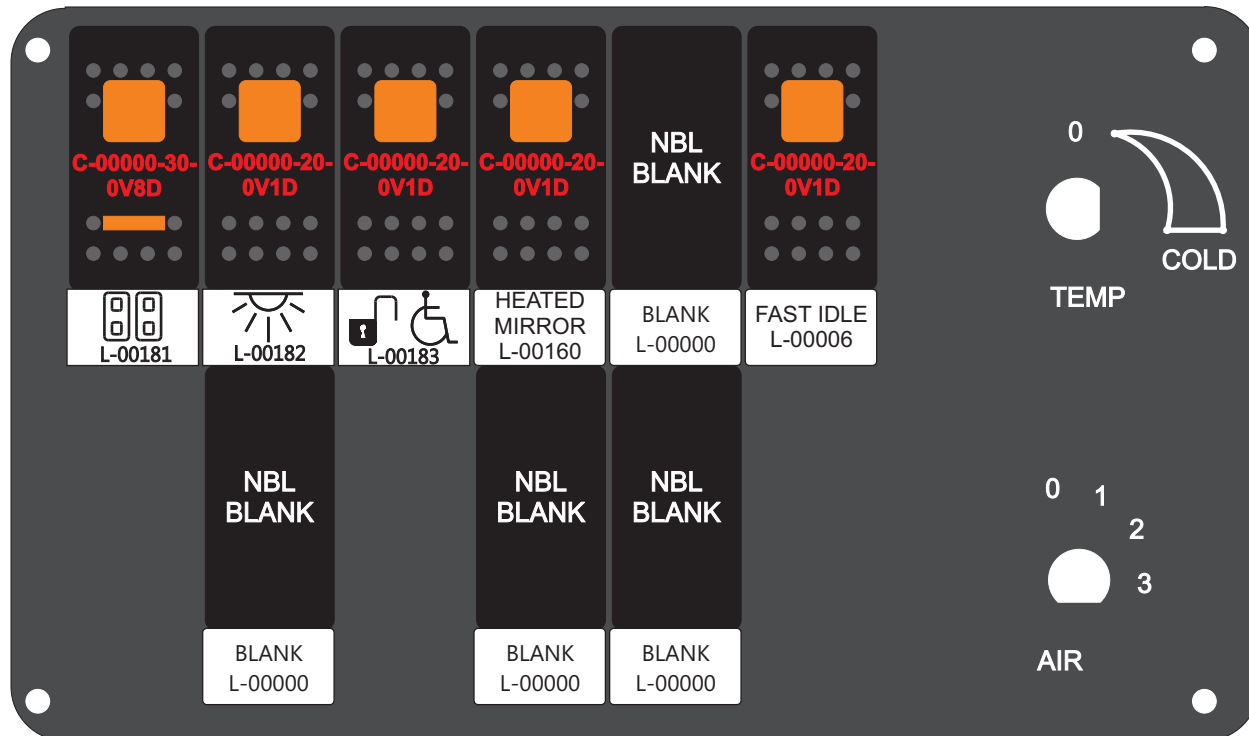 C-00000-30-
0V8D
C-00000-20-
0V1D
C-00000-20-
0V1D
C-00000-20-
0V1D
NBL
BLANK
C-00000-20-
0V1D
L-00181
L-00182
L-00183
HEATED
MIRROR
L-00160
BLANK
L-00000
FAST IDLE
L-00006
0
COLD
TEMP
NBL
BLANK
NBL
BLANK
NBL
BLANK
BLANK
L-00000
BLANK
L-00000
BLANK
L-00000
0
1
2
3
AIR